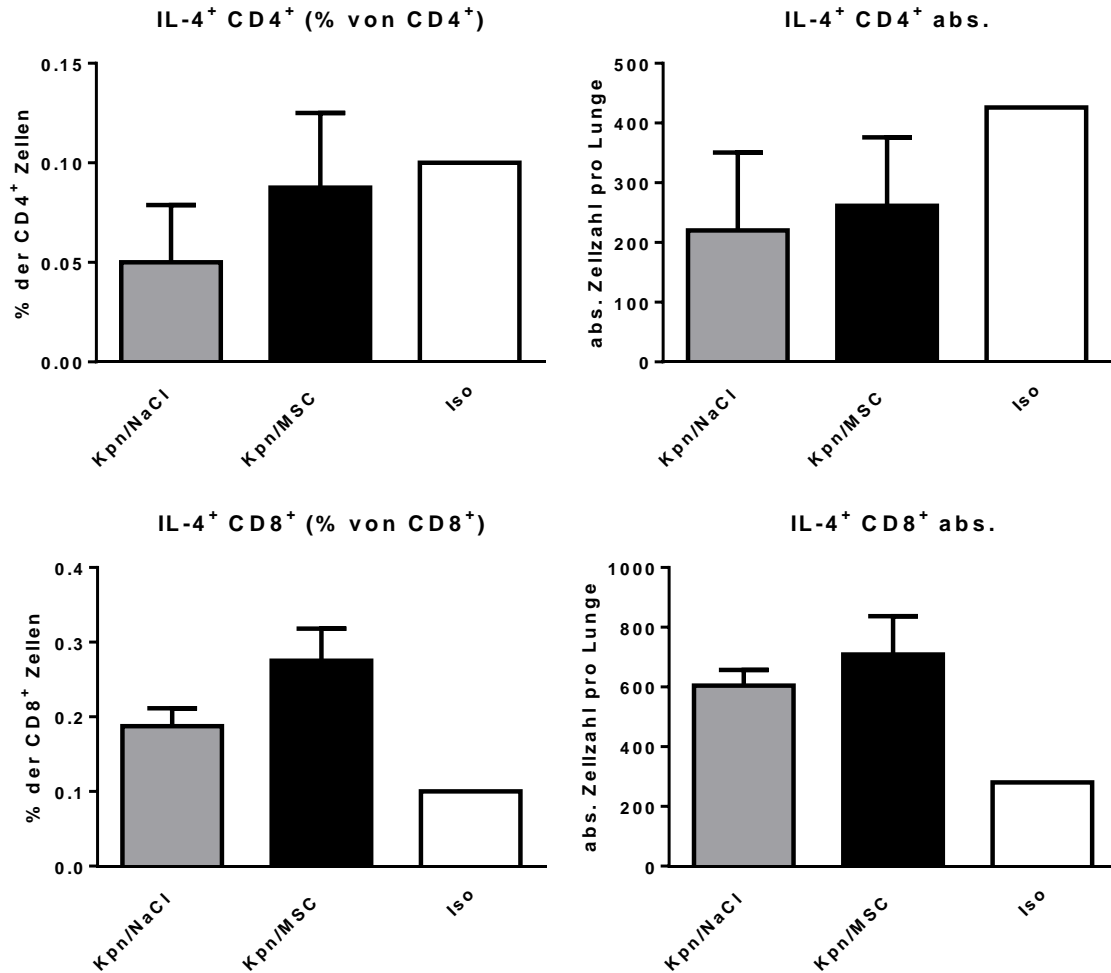 IL-4⁺ CD4⁺ (% von CD4⁺)
% der CD4⁺ Zellen
0.15
0.10
0.05
0.00
Kpn/NaCl
Kpn/MSC
Iso
IL-4⁺ CD4⁺ abs.
abs. Zellzahl pro Lunge
500
400
300
200
100
0
Kpn/NaCl
Kpn/MSC
Iso
IL-4⁺ CD8⁺ (% von CD8⁺)
% der CD8⁺ Zellen
0.4
0.3
0.2
0.1
0.0
Kpn/NaCl
Kpn/MSC
Iso
IL-4⁺ CD8⁺ abs.
abs. Zellzahl pro Lunge
1000
800
600
400
200
0
Kpn/NaCl
Kpn/MSC
Iso